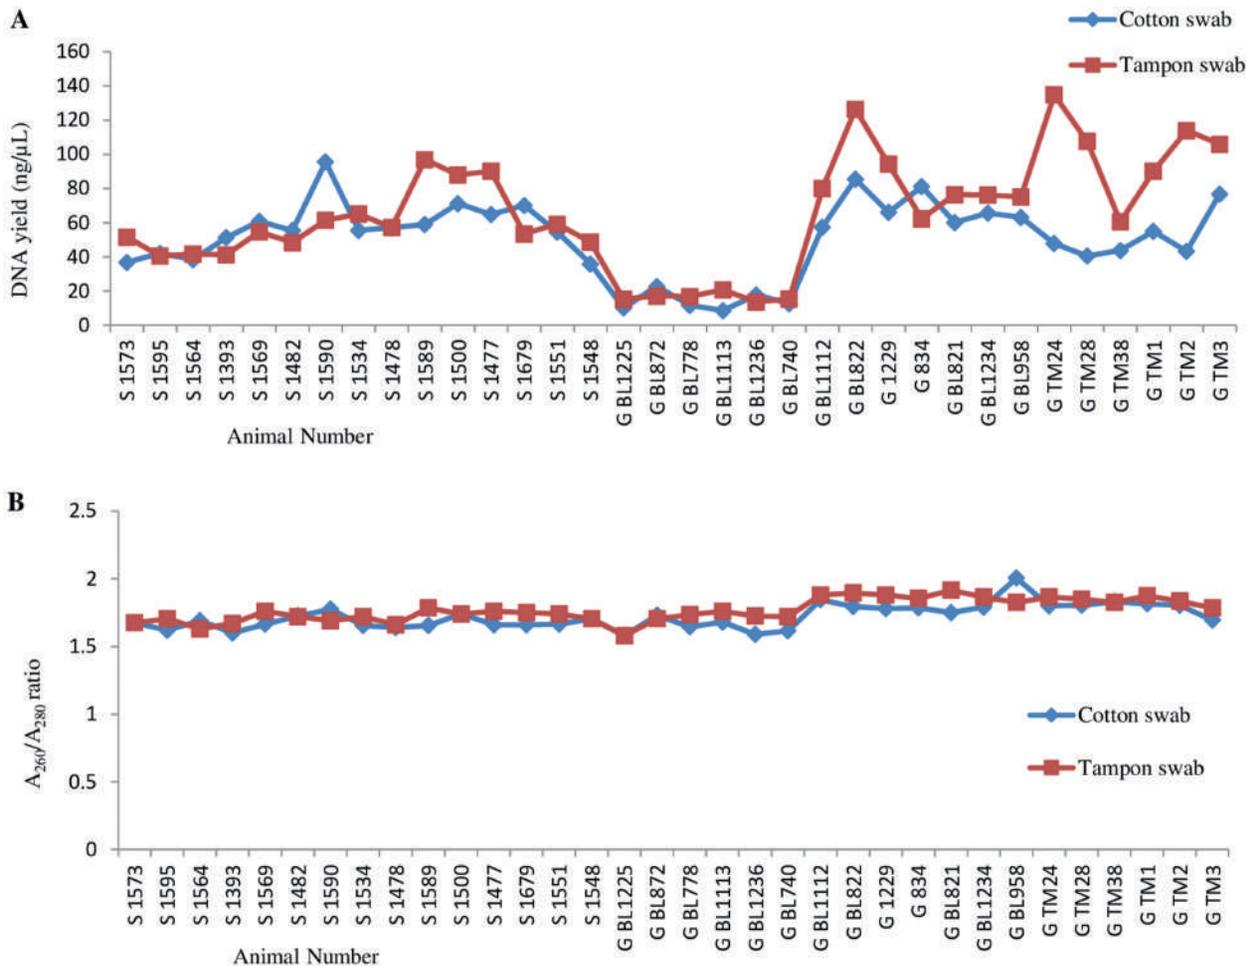 A
Cotton swab
Tampon swab
160
140
120
100
80
60
40
20
0
DNA yield (ng/µL)
S 1573
S 1595
S 1564
S 1393
S 1569
S 1482
S 1590
S 1534
S 1478
S 1589
S 1500
S 1477
S 1679
S 1551
S 1548
G BL1225
G BL872
G BL778
G BL1113
G BL1236
G BL740
G BL1112
G BL822
G 1229
G 834
G BL821
G BL1234
G BL958
G TM24
G TM28
G TM38
G TM1
G TM2
G TM3
Animal Number
B
2.5
2
1.5
1
0.5
0
A260/A280 ratio
Cotton swab
Tampon swab
S 1573
S 1595
S 1564
S 1393
S 1569
S 1482
S 1590
S 1534
S 1478
S 1589
S 1500
S 1477
S 1679
S 1551
S 1548
G BL1225
G BL872
G BL778
G BL1113
G BL1236
G BL740
G BL1112
G BL822
G 1229
G 834
G BL821
G BL1234
G BL958
G TM24
G TM28
G TM38
G TM1
G TM2
G TM3
Animal Number